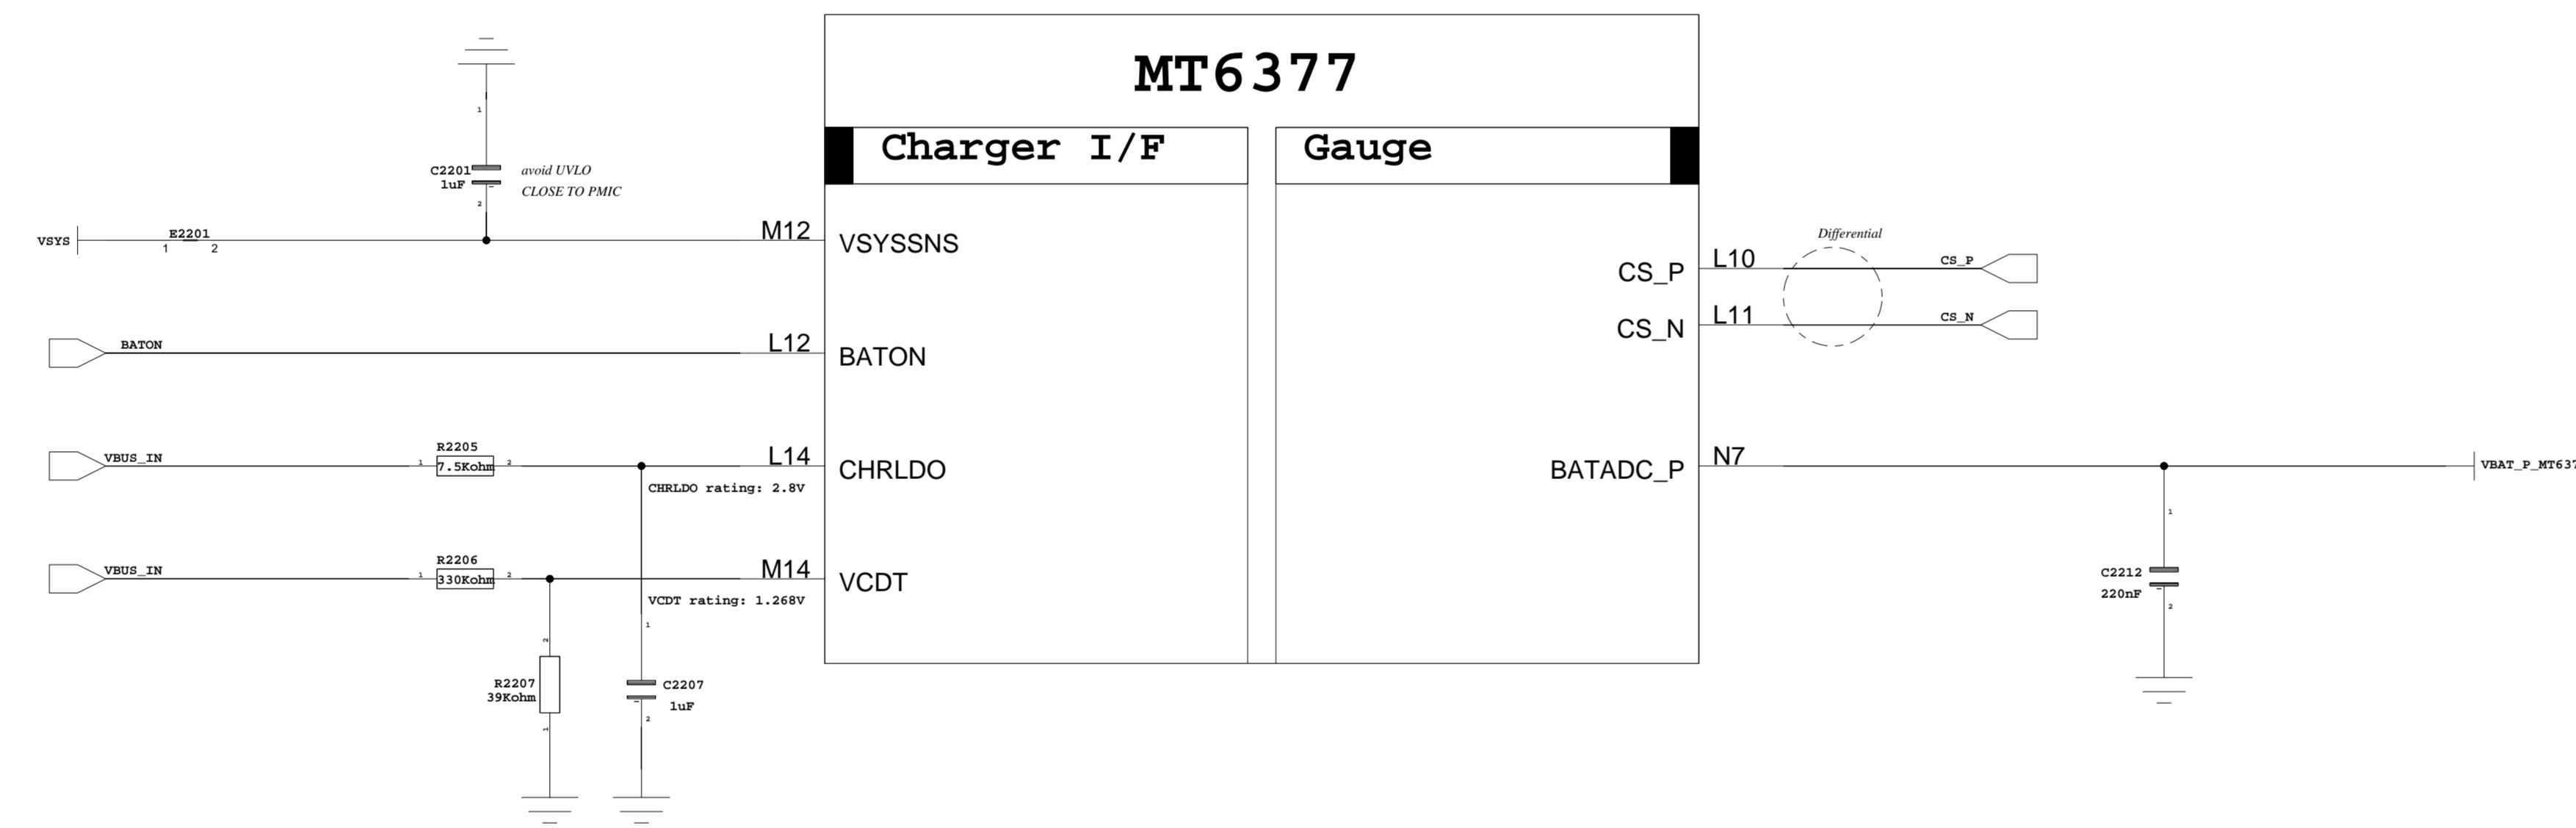 MT6377
Charger I/F
Gauge
1
C2201
1uF
avoid UVLO
CLOSE TO PMIC
2
VSYS
E2201
1 2
M12
VSYSSNS
Differential
CS_P
L10
CS_P
CS_N
L11
CS_N
BATON
L12
BATON
VBUS_IN
R2205
1 7.5Kohm 2
L14
CHRLDO
CHRLDO rating: 2.8V
BATADC_P
N7
VBAT_P_MT637
1
C2212
220nF
2
VBUS_IN
R2206
1 330Kohm 2
M14
VCDT
VCDT rating: 1.268V
2
R2207
39Kohm
1
1
C2207
1uF
2